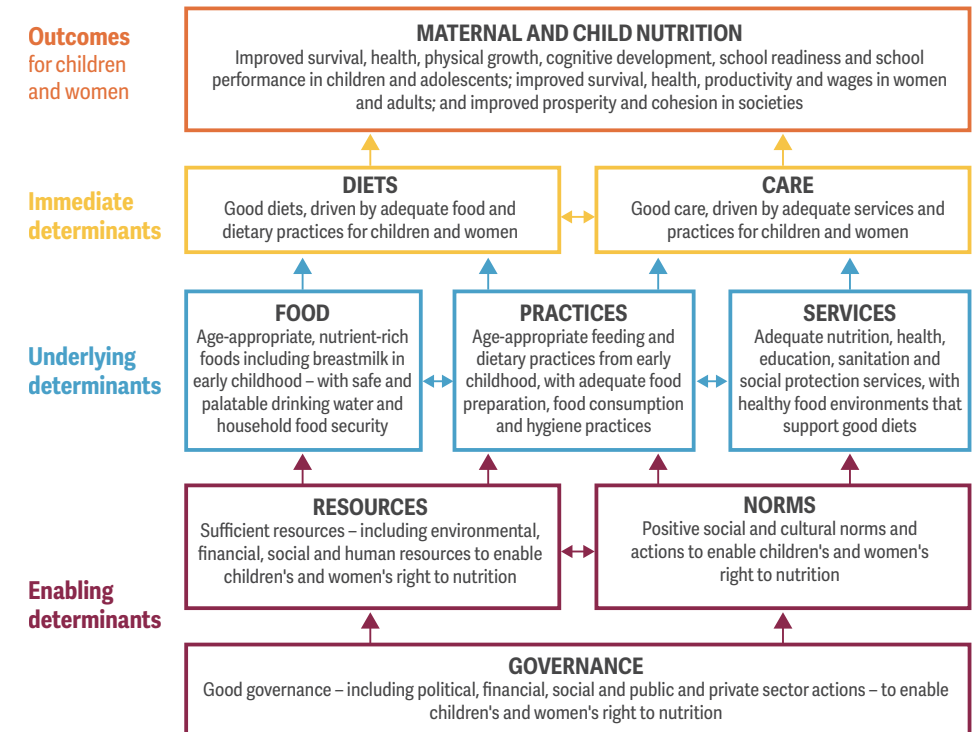 Outcomes
for children
and women
MATERNAL AND CHILD NUTRITION
Improved survival, health, physical growth, cognitive development, school readiness and school
performance in children and adolescents; improved survival, health, productivity and wages in women
and adults; and improved prosperity and cohesion in societies
Immediate
determinants
DIETS
Good diets, driven by adequate food and
dietary practices for children and women
CARE
Good care, driven by adequate services and
practices for children and women
Underlying
determinants
FOOD
Age-appropriate, nutrient-rich
foods including breastmilk in
early childhood – with safe and
palatable drinking water and
household food security
PRACTICES
Age-appropriate feeding and
dietary practices from early
childhood, with adequate food
preparation, food consumption
and hygiene practices
SERVICES
Adequate nutrition, health,
education, sanitation and
social protection services, with
healthy food environments that
support good diets
Enabling
determinants
RESOURCES
Sufficient resources – including environmental,
financial, social and human resources to enable
children's and women's right to nutrition
NORMS
Positive social and cultural norms and
actions to enable children's and women's
right to nutrition
GOVERNANCE
Good governance – including political, financial, social and public and private sector actions – to enable
children's and women's right to nutrition